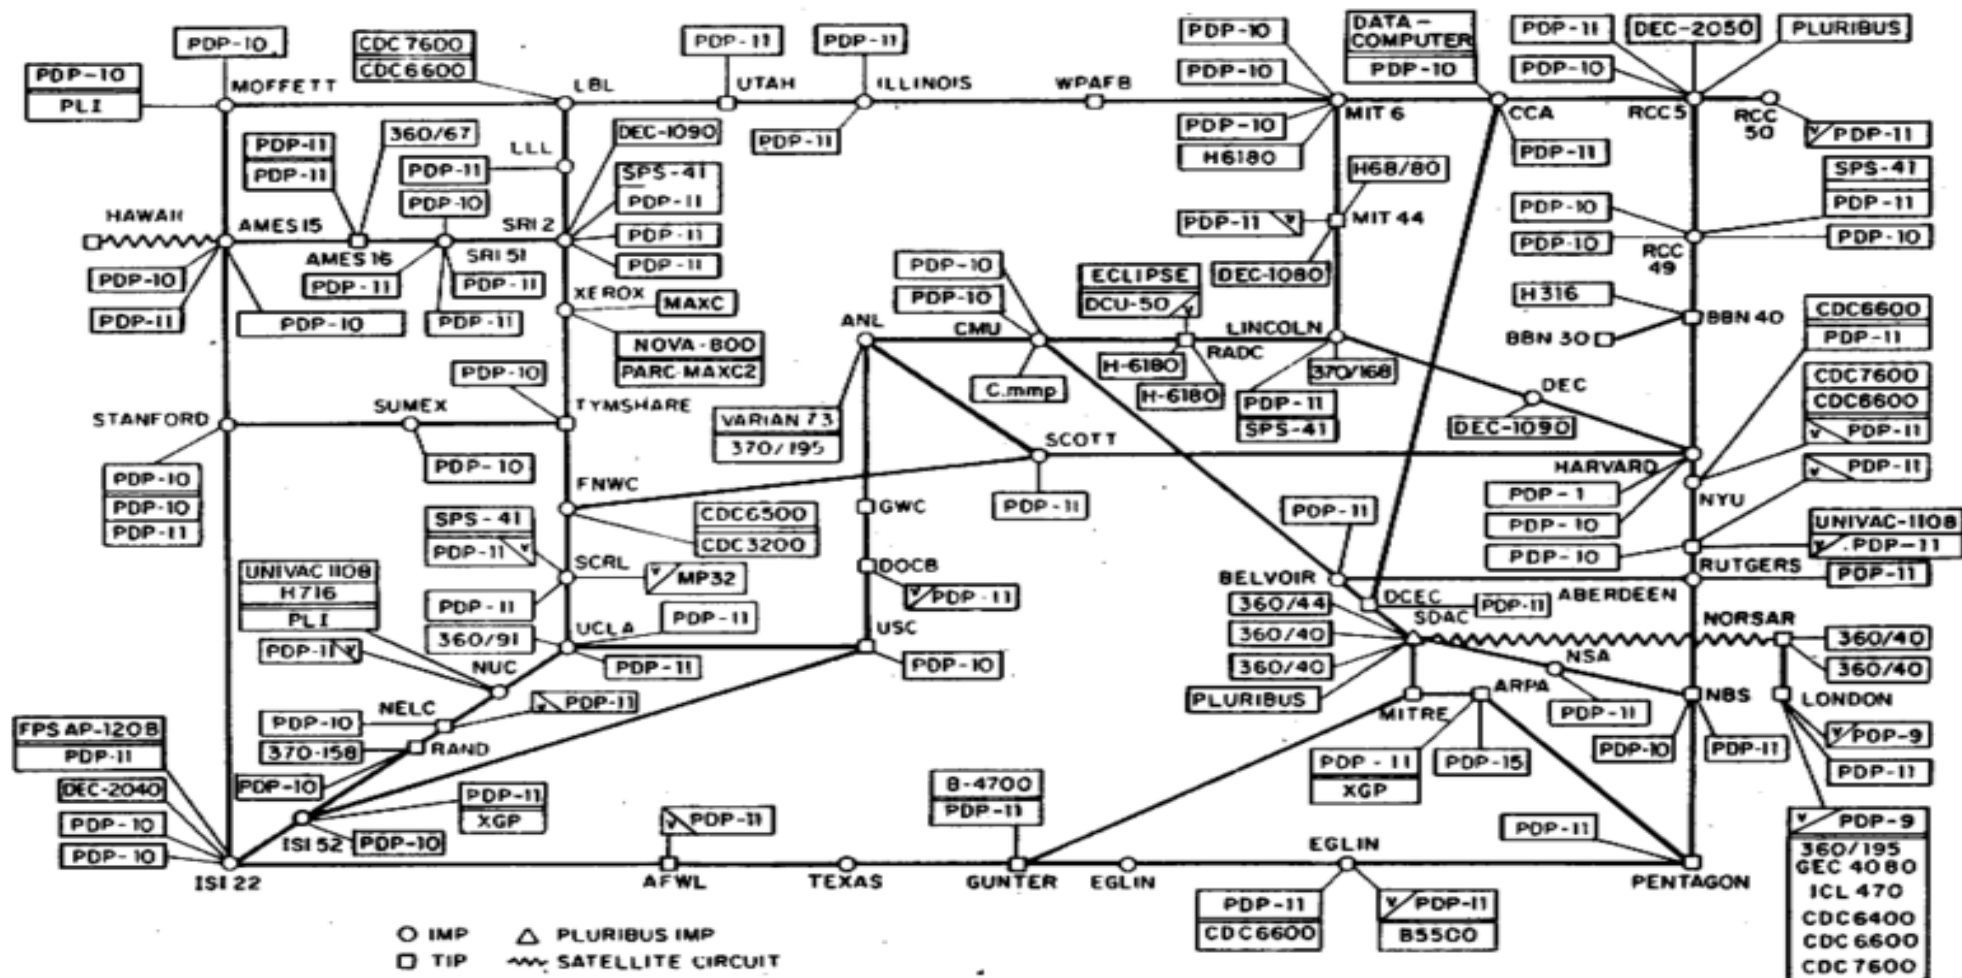 PDP-10
CDC 7600
CDC6600
PDP-11
PDP-11
PDP-10
DATA-
COMPUTER
PDP-10
PDP-11
DEC-2050
PLURIBUS
PDP-10
PLI
MOFFETT
LBL
UTAH
ILLINOIS
WPAFB
PDP-10
PDP-10
MIT 6
CCA
RCC5
RCC
50
PDP-10
H6180
PDP-11
PDP-11
V PDP-11
PDP-11
PDP-11
360/67
LLL
PDP-11
DEC-1090
SPS-41
PDP-11
H68/80
SPS-41
PDP-11
HAWAII
AMES15
AMES 16
PDP-10
SRI 51
SRI 2
PDP-11
PDP-11
PDP-11 V
MIT 44
PDP-10
PDP-10
RCC
49
PDP-10
PDP-10
PDP-11
PDP-10
PDP-11
PDP-11
PDP-11
XEROX
MAXC
PDP-10
PDP-10
ECLIPSE
DCU-50 V
DEC-1080
H316
BBN 40
BBN 30
CDC6600
PDP-11
NOVA-800
PARC-MAXC2
ANL
CMU
RADC
LINCOLN
H-6180
H-6180
370/168
C.mmp
PDP-10
TYMSHARE
STANFORD
SUMEX
PDP-10
VARIAN 73
370/195
SCOTT
PDP-11
PDP-11
SPS-41
DEC
DEC-1090
CDC7600
CDC6600
V PDP-11
V PDP-11
HARVARD
NYU
PDP-1
PDP-10
PDP-10
PDP-10
PDP-10
PDP-11
FNWC
CDC6500
CDC3200
GWC
PDP-11
UNIVAC-1108
V PDP-11
RUTGERS
SPS-41
PDP-11 V
SCRL
V MP32
DOCB
V PDP-11
BELVOIR
ABERDEEN
PDP-11
UNIVAC 1108
H716
PLI
PDP-11 V
PDP-11
360/91
UCLA
PDP-11
PDP-11
USC
PDP-10
360/44
360/40
360/40
PLURIBUS
DCEC
PDP-11
SDAC
NORSAR
360/40
360/40
NUC
NSA
PDP-11
MITRE
ARPA
NBS
PDP-10
PDP-11
LONDON
V PDP-9
PDP-11
NELC
PDP-10
V PDP-11
370-158
RAND
PDP-10
PDP-11
XGP
PDP-15
FPS AP-120B
PDP-11
DEC-2040
PDP-10
PDP-10
PDP-11
XGP
PDP-10
ISI 52
V PDP-11
B-4700
PDP-11
PDP-11
V PDP-9
360/195
GEC 4080
ICL 470
CDC6400
CDC6600
CDC 7600
ISI 22
AFWL
TEXAS
GUNTER
EGLIN
EGLIN
PENTAGON
PDP-11
CDC6600
V PDP-11
B5500
IMP
PLURIBUS IMP
TIP
SATELLITE CIRCUIT